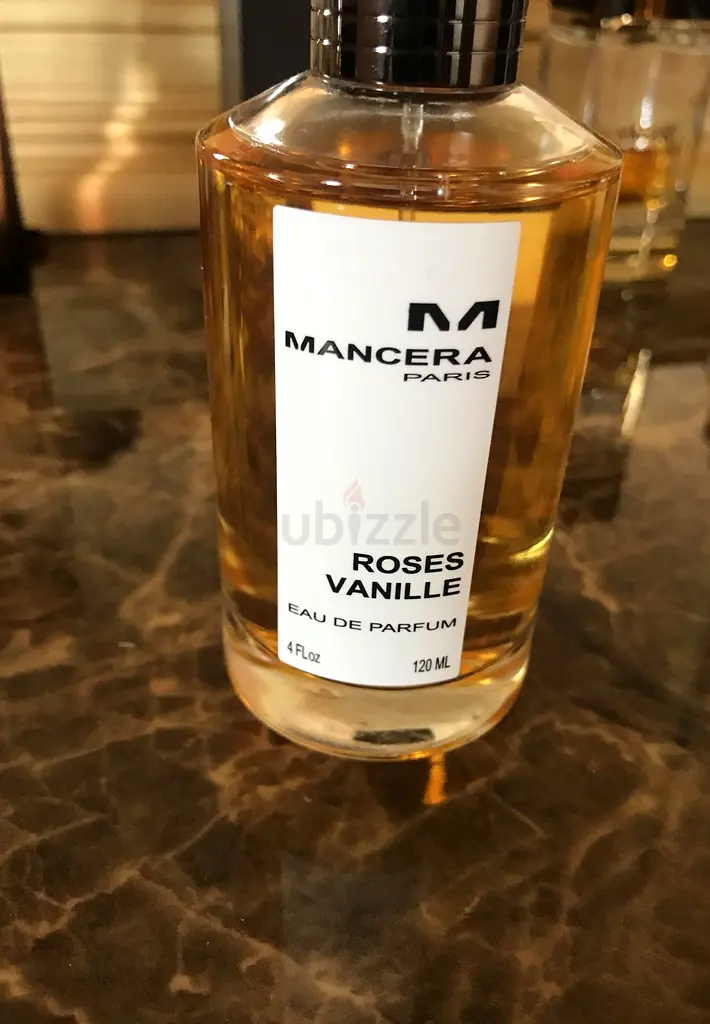 M
MANCERA
PARIS
ubizzle
ROSES
VANILLE
EAU DE PARFUM
4 FLoz
120 ML